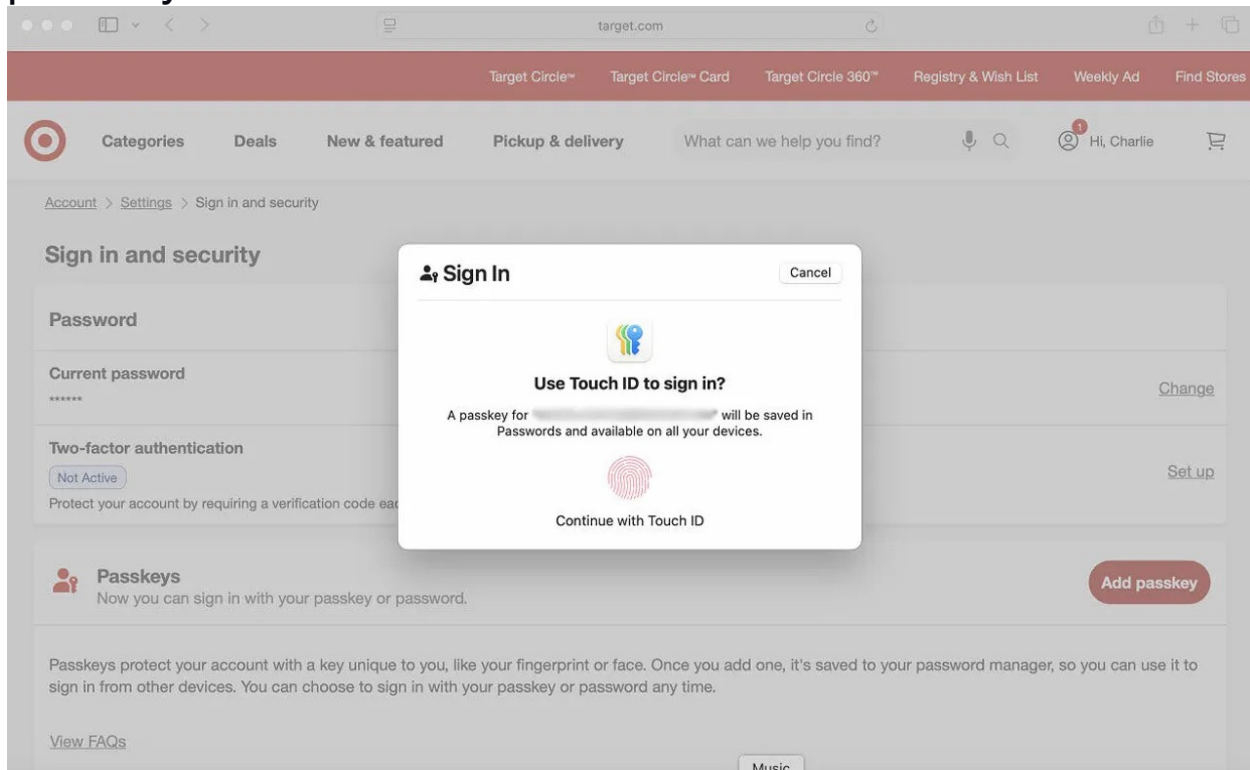 target.com
Target Circle™ Target Circle™ Card Target Circle 360™ Registry & Wish List Weekly Ad Find Stores
Categories Deals New & featured Pickup & delivery What can we help you find? 1 Hi, Charlie
Account > Settings > Sign in and security
Sign in and security
Password
Current password
******
Change
Two-factor authentication
Not Active
Protect your account by requiring a verification code
Set up
Sign In Cancel
Use Touch ID to sign in?
A passkey for " " will be saved in
Passwords and available on all your devices.
Continue with Touch ID
Passkeys
Now you can sign in with your passkey or password.
Add passkey
Passkeys protect your account with a key unique to you, like your fingerprint or face. Once you add one, it's saved to your password manager, so you can use it to
sign in from other devices. You can choose to sign in with your passkey or password any time.
View FAQs
Music